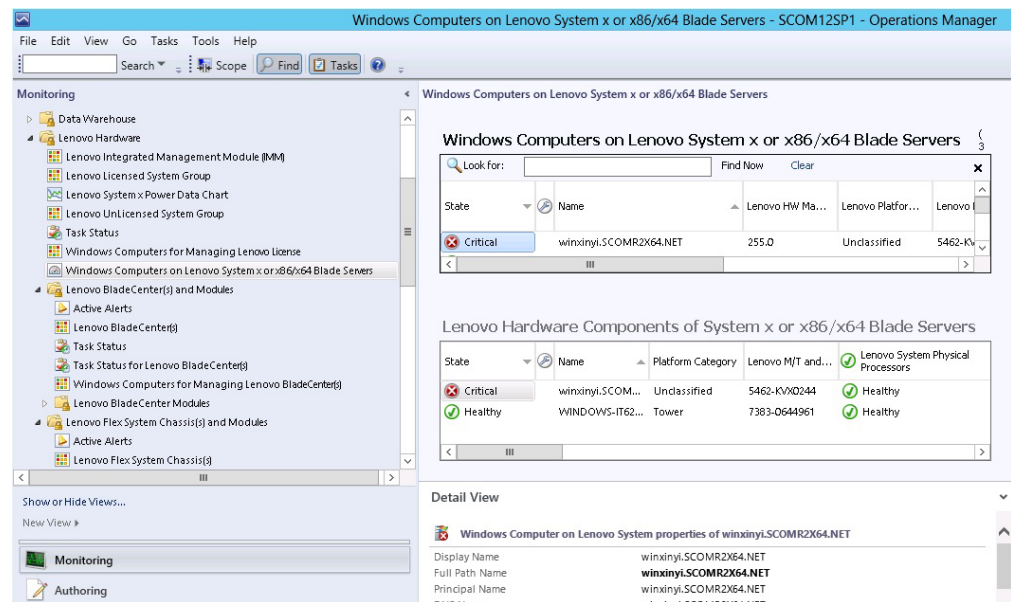 Windows Computers on Lenovo System x or x86/x64 Blade Servers - SCOM12SP1 - Operations Manager
File Edit View Go Tasks Tools Help
Search Scope Find Tasks
Monitoring
Data Warehouse
Lenovo Hardware
Lenovo Integrated Management Module (IMM)
Lenovo Licensed System Group
Lenovo System x Power Data Chart
Lenovo UnLicensed System Group
Task Status
Windows Computers for Managing Lenovo License
Windows Computers on Lenovo System x or x86/x64 Blade Servers
Lenovo BladeCenter(s) and Modules
Active Alerts
Lenovo BladeCenter(s)
Task Status
Task Status for Lenovo BladeCenter(s)
Windows Computers for Managing Lenovo BladeCenter(s)
Lenovo BladeCenter Modules
Lenovo Flex System Chassis(s) and Modules
Active Alerts
Lenovo Flex System Chassis(s)
Show or Hide Views...
New View
Monitoring
Authoring
Windows Computers on Lenovo System x or x86/x64 Blade Servers
Windows Computers on Lenovo System x or x86/x64 Blade Servers (
3
Look for: Find Now Clear
State Name Lenovo HW Ma... Lenovo Platfor... Lenovo
Critical winxinyi.SCOMR2X64.NET 255.0 Unclassified 5462-KV
Lenovo Hardware Components of System x or x86/x64 Blade Servers
State Name Platform Category Lenovo M/T and... Lenovo System Physical
Processors
Critical winxinyi.SCOM... Unclassified 5462-KVX0244 Healthy
Healthy WINDOWS-IT62... Tower 7383-0644961 Healthy
Detail View
Windows Computer on Lenovo System properties of winxinyi.SCOMR2X64.NET
Display Name winxinyi.SCOMR2X64.NET
Full Path Name winxinyi.SCOMR2X64.NET
Principal Name winxinyi.SCOMR2X64.NET